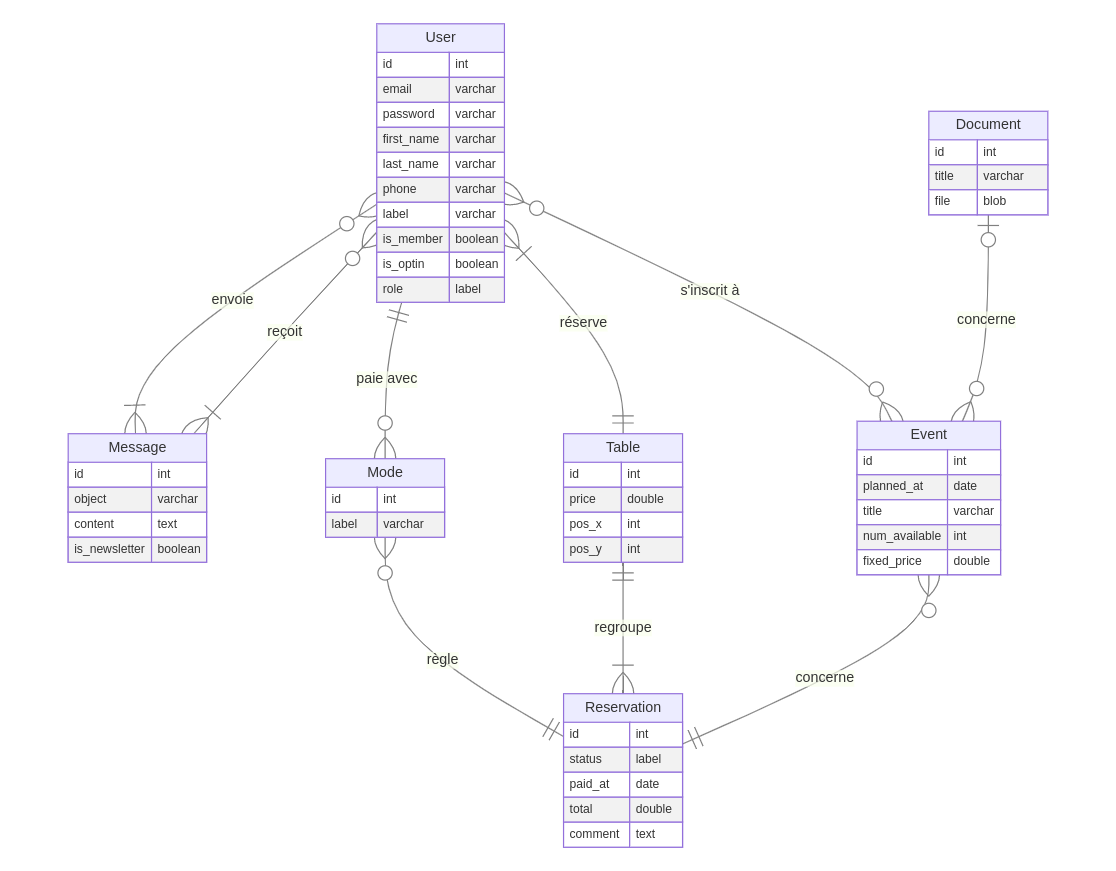 User
id int
email varchar
password varchar
first_name varchar
last_name varchar
phone varchar
label varchar
is_member boolean
is_optin boolean
role label
Document
id int
title varchar
file blob
envoie
reçoit
paie avec
réserve
s'inscrit à
concerne
Message
id int
object varchar
content text
is_newsletter boolean
Mode
id int
label varchar
Table
id int
price double
pos_x int
pos_y int
Event
id int
planned_at date
title varchar
num_available int
fixed_price double
règle
regroupe
concerne
Reservation
id int
status label
paid_at date
total double
comment text